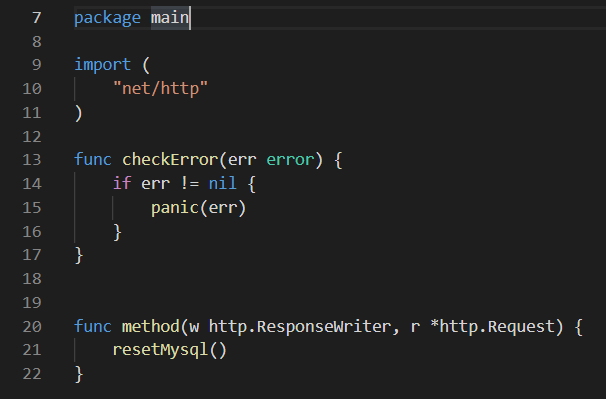 7 package main
8
9 import (
10 "net/http"
11 )
12
13 func checkError(err error) {
14 if err != nil {
15 panic(err)
16 }
17 }
18
19
20 func method(w http.ResponseWriter, r *http.Request) {
21 resetMysql()
22 }